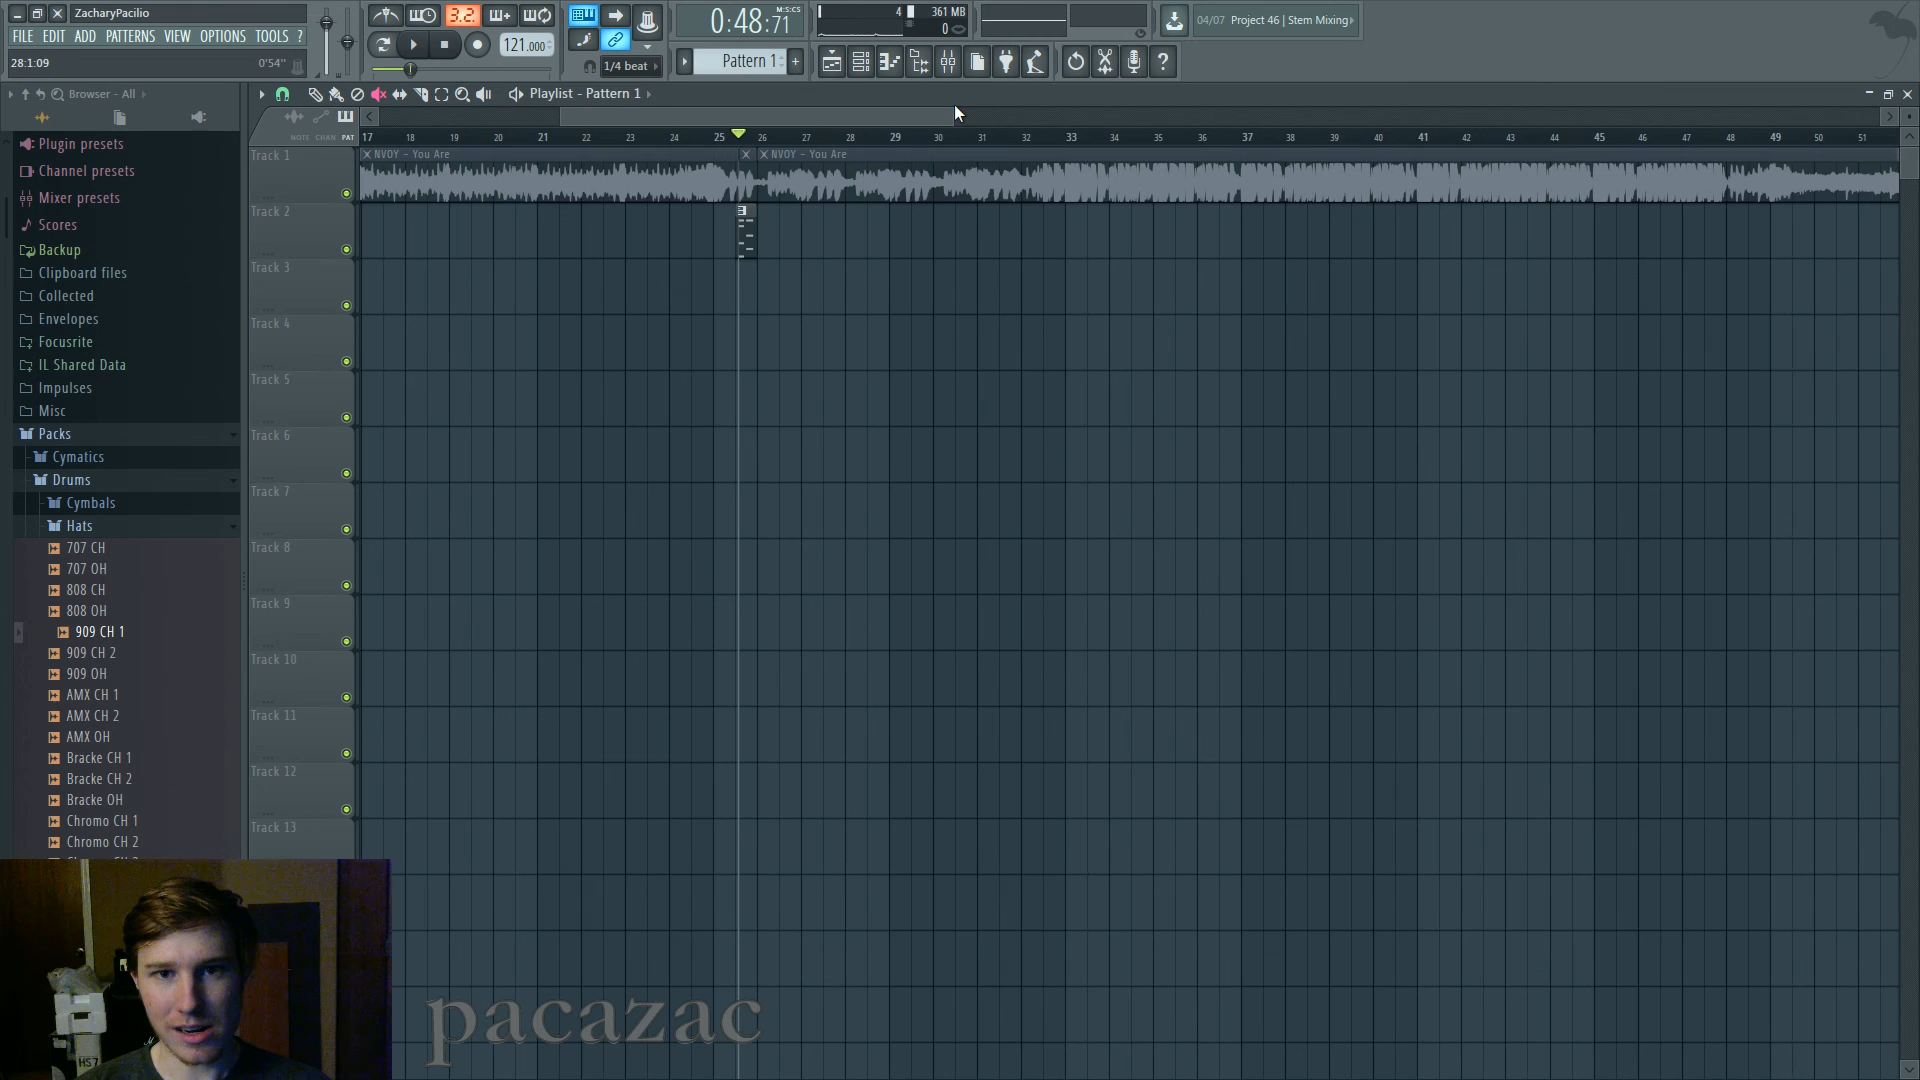 ZacharyPacilio
FILE EDIT ADD PATTERNS VIEW OPTIONS TOOLS ?
28:1:09 0'54"
3.2
121.000
1/4 beat
0:48:71 M:S:CS
Pattern 1 +
4 361 MB
0
04/07 Project 46 | Stem Mixing
Browser - All
Playlist - Pattern 1
NOTE CHAN PAT
17 18 19 20 21 22 23 24 25 26 27 28 29 30 31 32 33 34 35 36 37 38 39 40 41 42 43 44 45 46 47 48 49 50 51
NVOY - You Are
NVOY - You Are
Plugin presets
Channel presets
Mixer presets
Scores
Backup
Clipboard files
Collected
Envelopes
Focusrite
IL Shared Data
Impulses
Misc
Packs
Cymatics
Drums
Cymbals
Hats
707 CH
707 OH
808 CH
808 OH
909 CH 1
909 CH 2
909 OH
AMX CH 1
AMX CH 2
AMX OH
Bracke CH 1
Bracke CH 2
Bracke OH
Chromo CH 1
Chromo CH 2
Track 1
Track 2
Track 3
Track 4
Track 5
Track 6
Track 7
Track 8
Track 9
Track 10
Track 11
Track 12
Track 13
HS7
pacazac